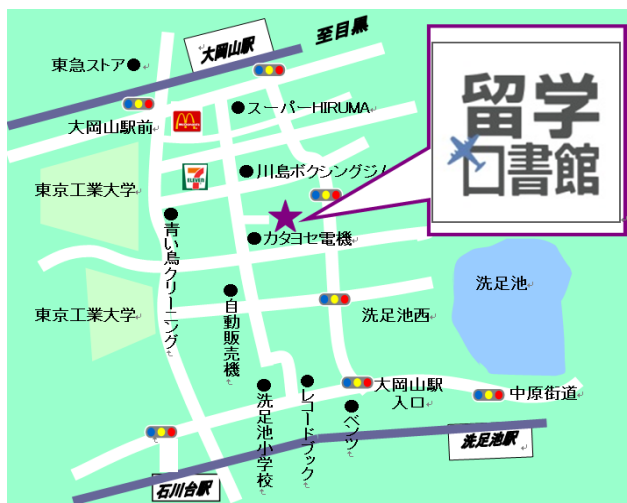 大岡山駅
至目黒
東急ストア
大岡山駅前
スーパーHIRUMA
留学
図書館
東京工業大学
7
ELEVEN
川島ボクシングジム
カタヨセ電機
青い鳥クリーニング
洗足池
東京工業大学
自動販売機
洗足池西
大岡山駅
入口
中原街道
洗足池小学校
レコードブック
ベンツ
洗足池駅
石川台駅